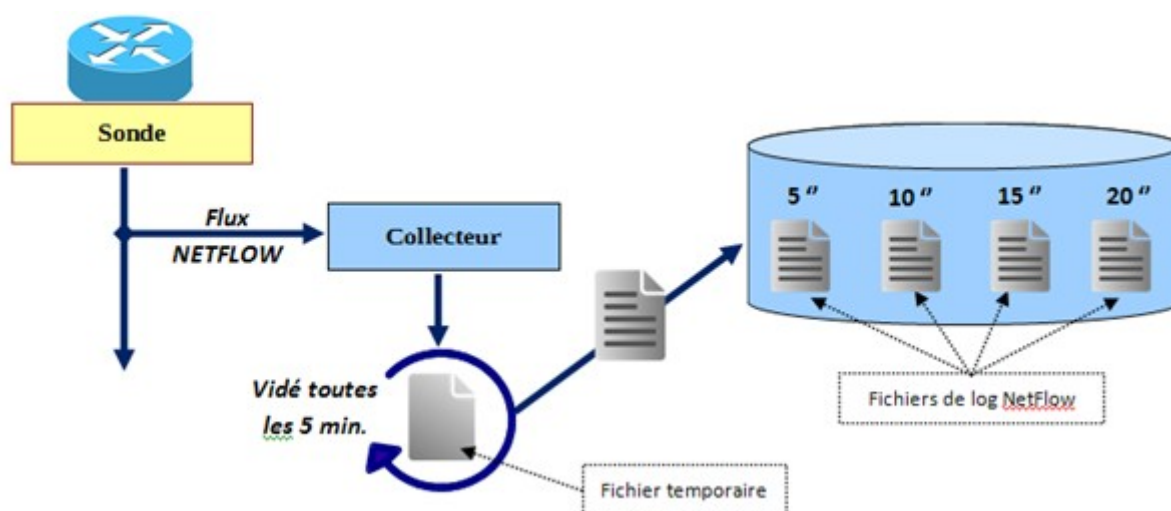 Sonde
Flux
NETFLOW
Collecteur
5 ‘’
10 ‘’
15 ‘’
20 ‘’
Vidé toutes
les 5 min.
Fichiers de log NetFlow
Fichier temporaire